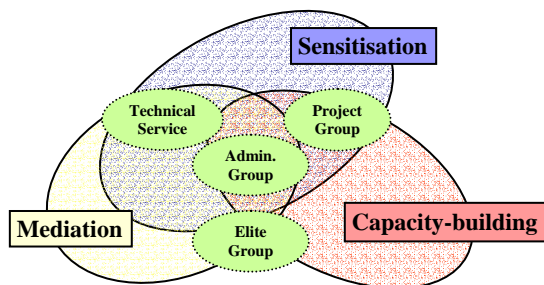 Sensitisation
Technical
Service
Project
Group
Admin.
Group
Mediation
Capacity-building
Elite
Group